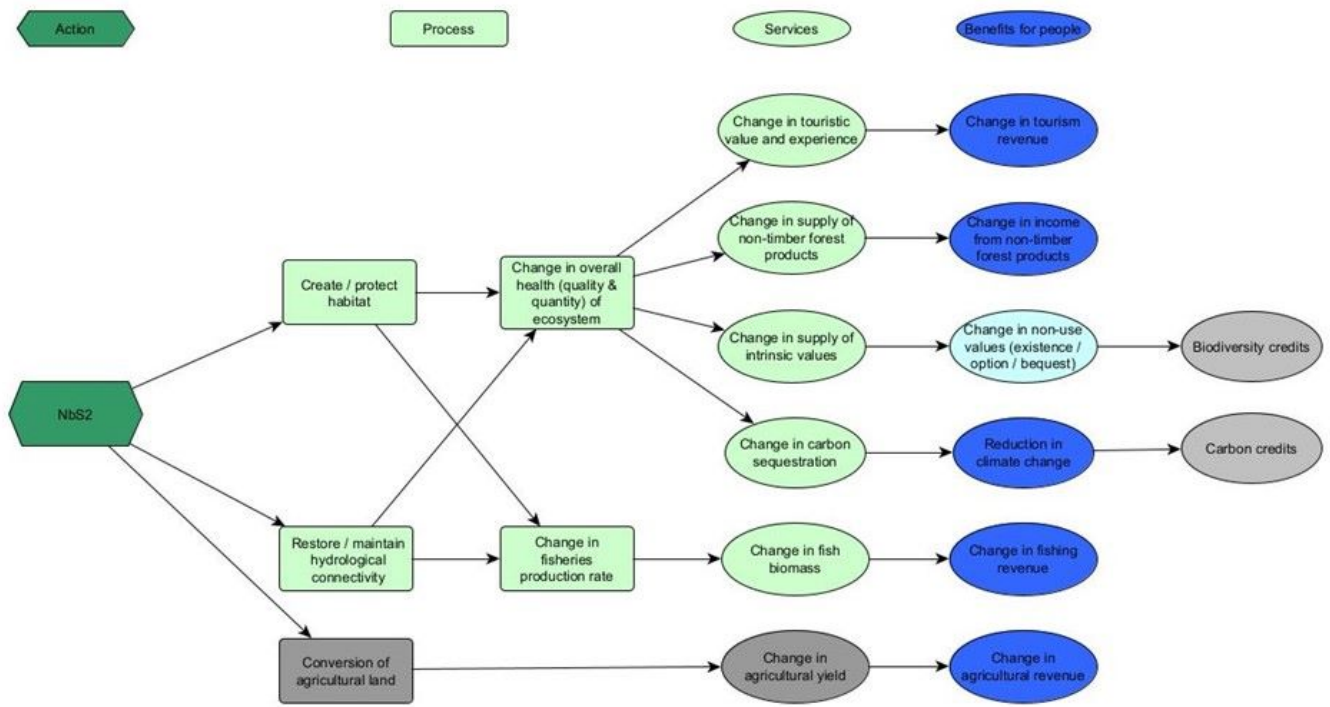 Action
Process
Services
Benefits for people
Change in touristic
value and experience
Change in tourism
revenue
Change in supply of
non-timber forest
products
Change in income
from non-timber
forest products
Create / protect
habitat
Change in overall
health (quality &
quantity) of
ecosystem
Change in supply of
intrinsic values
Change in non-use
values (existence /
option / bequest)
Biodiversity credits
NbS2
Change in carbon
sequestration
Reduction in
climate change
Carbon credits
Restore / maintain
hydrological
connectivity
Change in
fisheries
production rate
Change in fish
biomass
Change in fishing
revenue
Conversion of
agricultural land
Change in
agricultural yield
Change in
agricultural revenue